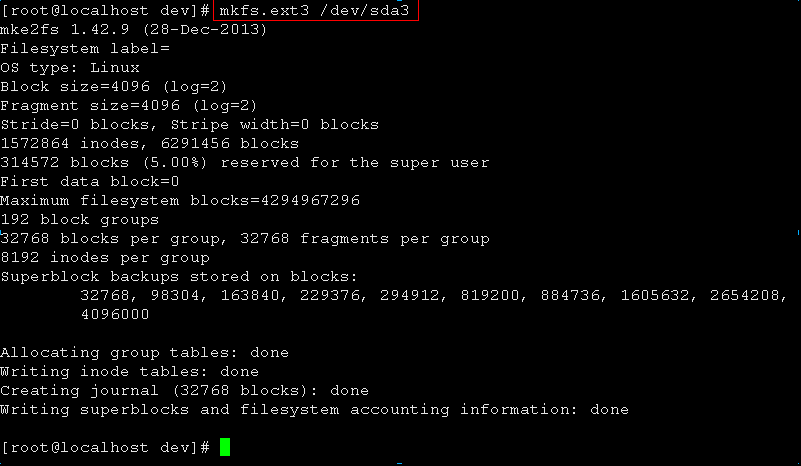 [root@localhost dev]# mkfs.ext3 /dev/sda3
mke2fs 1.42.9 (28-Dec-2013)
Filesystem label=
OS type: Linux
Block size=4096 (log=2)
Fragment size=4096 (log=2)
Stride=0 blocks, Stripe width=0 blocks
1572864 inodes, 6291456 blocks
314572 blocks (5.00%) reserved for the super user
First data block=0
Maximum filesystem blocks=4294967296
192 block groups
32768 blocks per group, 32768 fragments per group
8192 inodes per group
Superblock backups stored on blocks:
32768, 98304, 163840, 229376, 294912, 819200, 884736, 1605632, 2654208,
4096000
Allocating group tables: done
Writing inode tables: done
Creating journal (32768 blocks): done
Writing superblocks and filesystem accounting information: done
[root@localhost dev]#